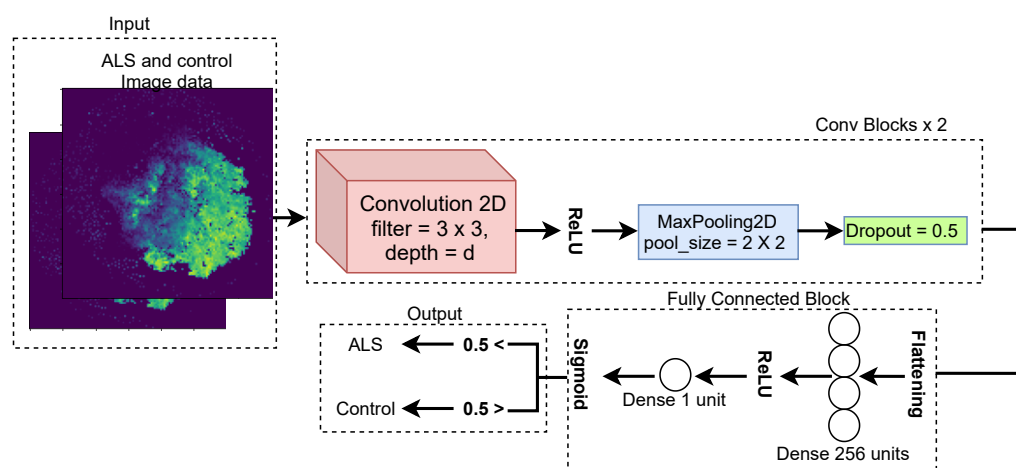 Input
ALS and control
Image data
Conv Blocks x 2
Convolution 2D
filter = 3 x 3,
depth = d
ReLU
MaxPooling2D
pool_size = 2 X 2
Dropout = 0.5
Fully Connected Block
Flattening
Dense 256 units
ReLU
Dense 1 unit
Sigmoid
Output
ALS
0.5 <
Control
0.5 >